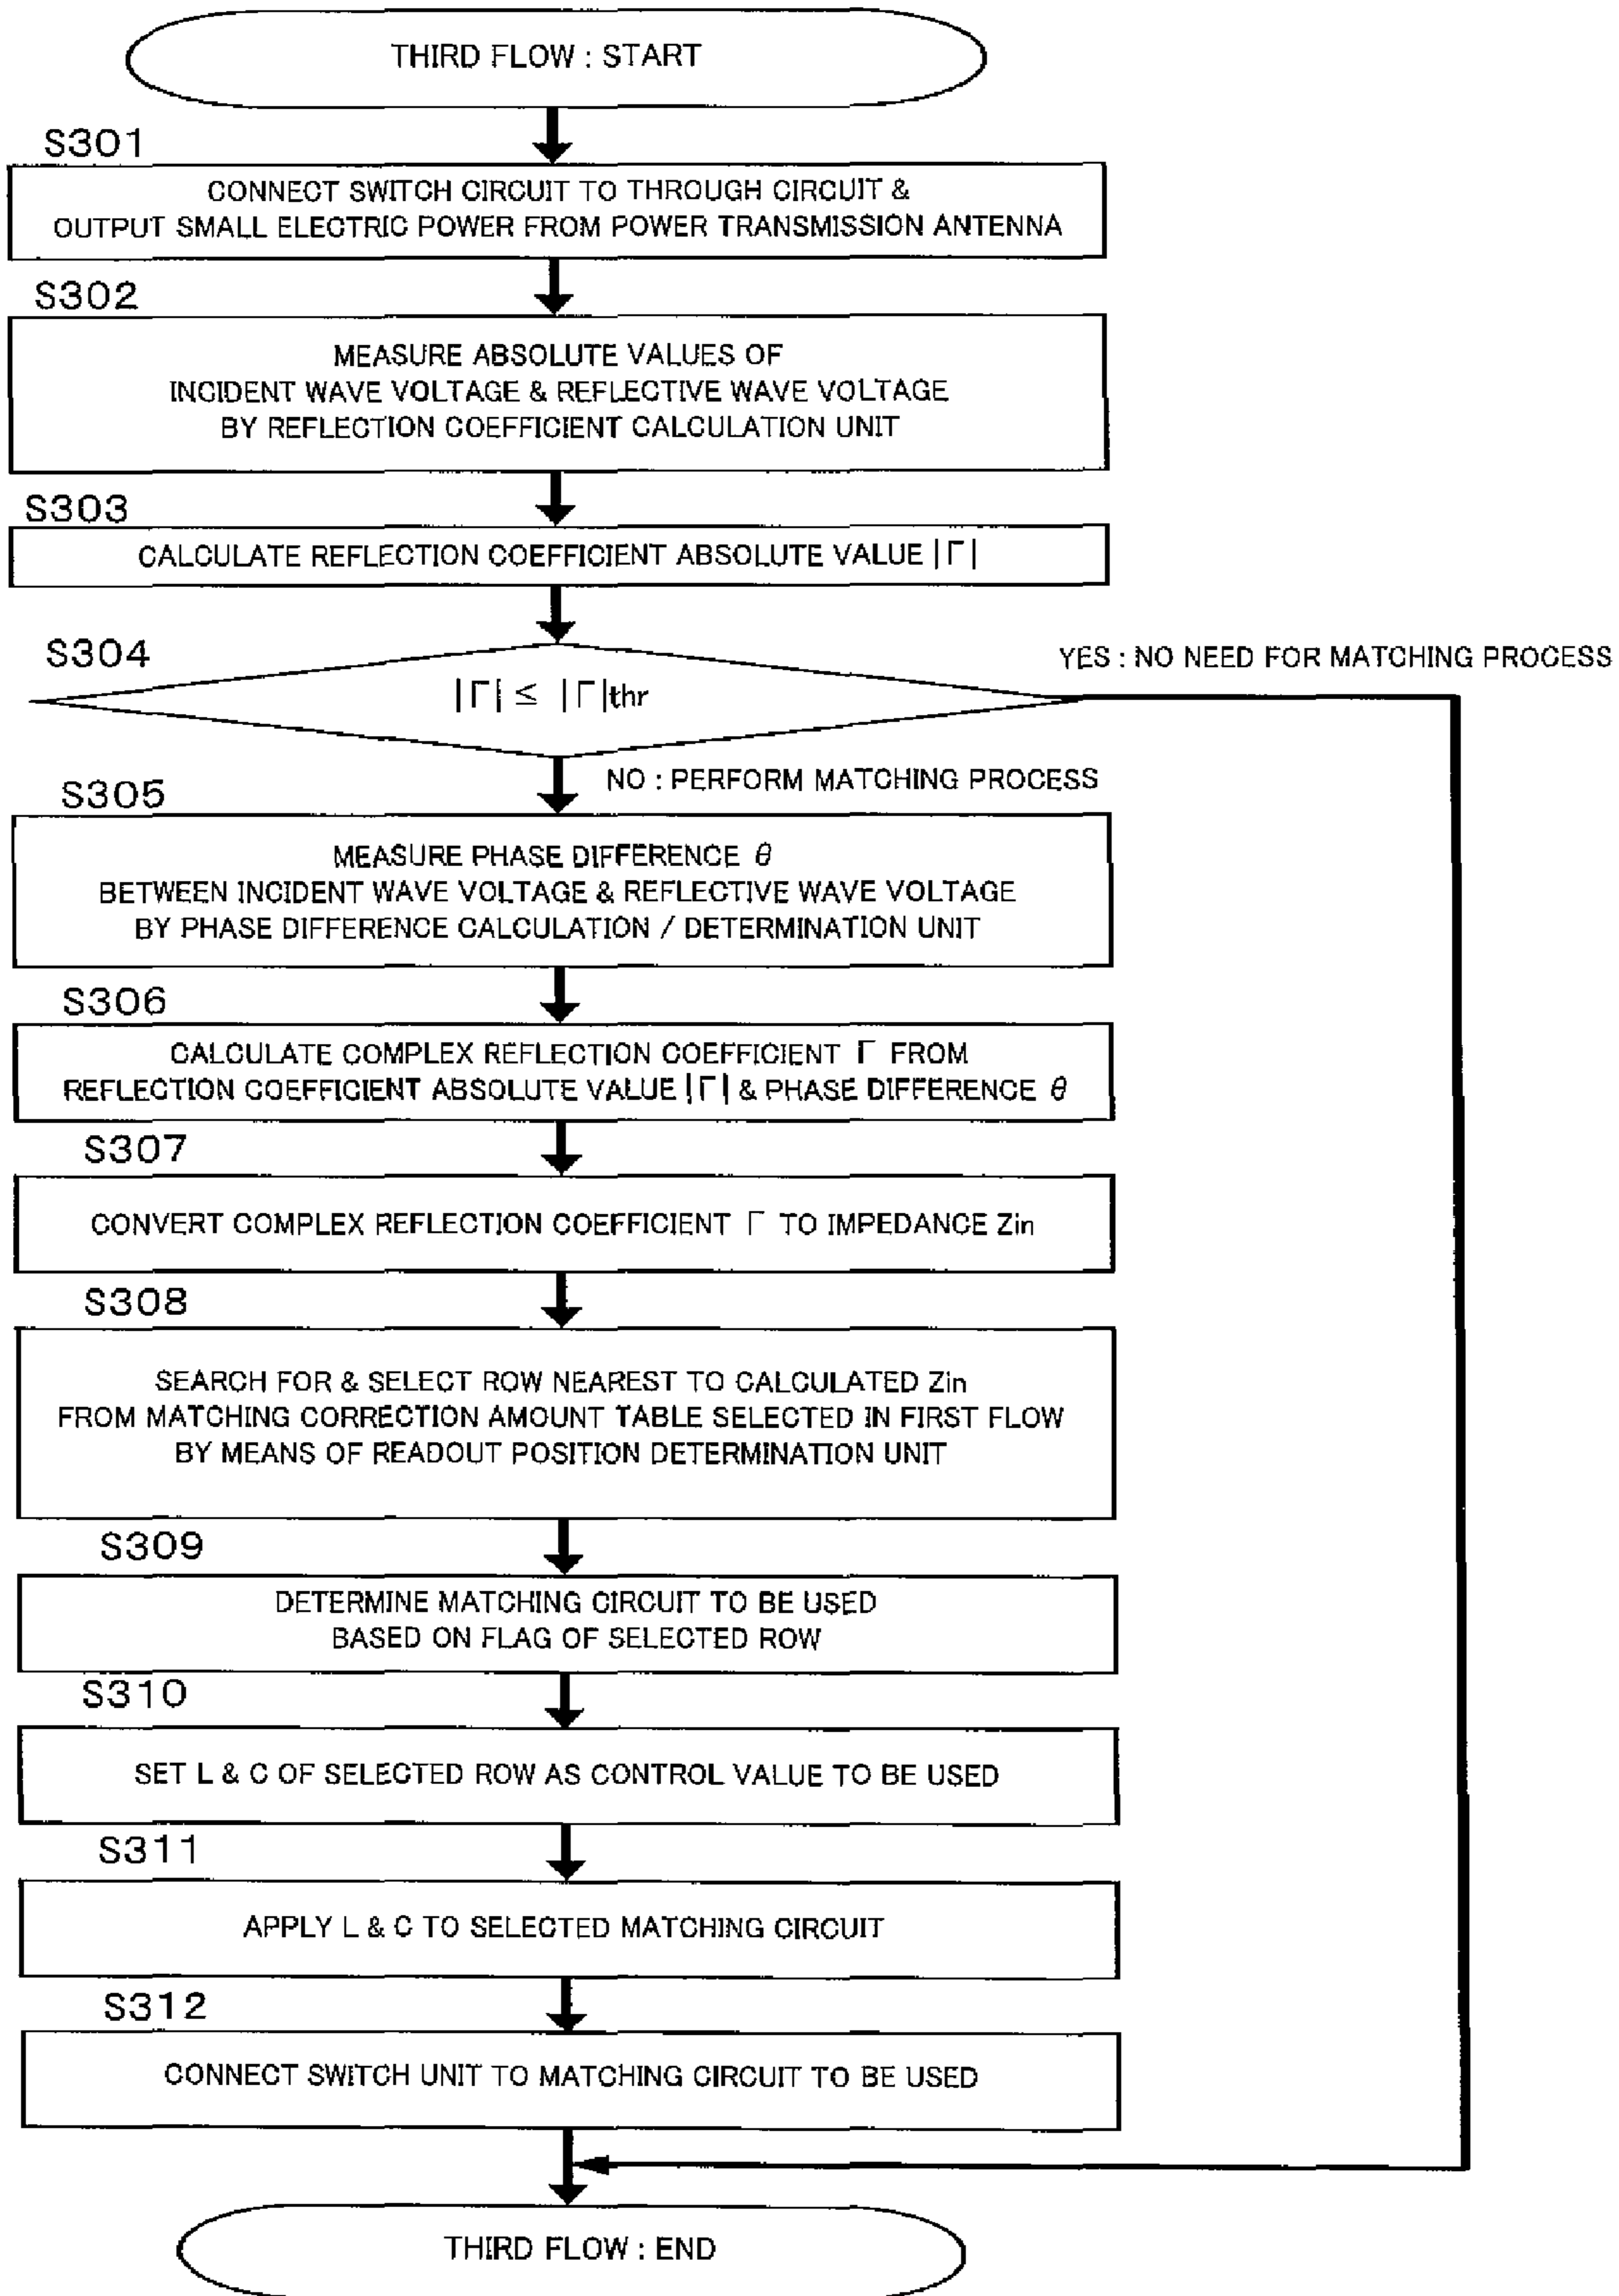 THIRD FLOW : START
S301
CONNECT SWITCH CIRCUIT TO THROUGH CIRCUIT &
OUTPUT SMALL ELECTRIC POWER FROM POWER TRANSMISSION ANTENNA
S302
MEASURE ABSOLUTE VALUES OF
INCIDENT WAVE VOLTAGE & REFLECTIVE WAVE VOLTAGE
BY REFLECTION COEFFICIENT CALCULATION UNIT
S303
CALCULATE REFLECTION COEFFICIENT ABSOLUTE VALUE |Γ|
S304
YES : NO NEED FOR MATCHING PROCESS
|Γ| ≤ |Γ|thr
NO : PERFORM MATCHING PROCESS
S305
MEASURE PHASE DIFFERENCE θ
BETWEEN INCIDENT WAVE VOLTAGE & REFLECTIVE WAVE VOLTAGE
BY PHASE DIFFERENCE CALCULATION / DETERMINATION UNIT
S306
CALCULATE COMPLEX REFLECTION COEFFICIENT Γ FROM
REFLECTION COEFFICIENT ABSOLUTE VALUE |Γ| & PHASE DIFFERENCE θ
S307
CONVERT COMPLEX REFLECTION COEFFICIENT Γ TO IMPEDANCE Zin
S308
SEARCH FOR & SELECT ROW NEAREST TO CALCULATED Zin
FROM MATCHING CORRECTION AMOUNT TABLE SELECTED IN FIRST FLOW
BY MEANS OF READOUT POSITION DETERMINATION UNIT
S309
DETERMINE MATCHING CIRCUIT TO BE USED
BASED ON FLAG OF SELECTED ROW
S310
SET L & C OF SELECTED ROW AS CONTROL VALUE TO BE USED
S311
APPLY L & C TO SELECTED MATCHING CIRCUIT
S312
CONNECT SWITCH UNIT TO MATCHING CIRCUIT TO BE USED
THIRD FLOW : END